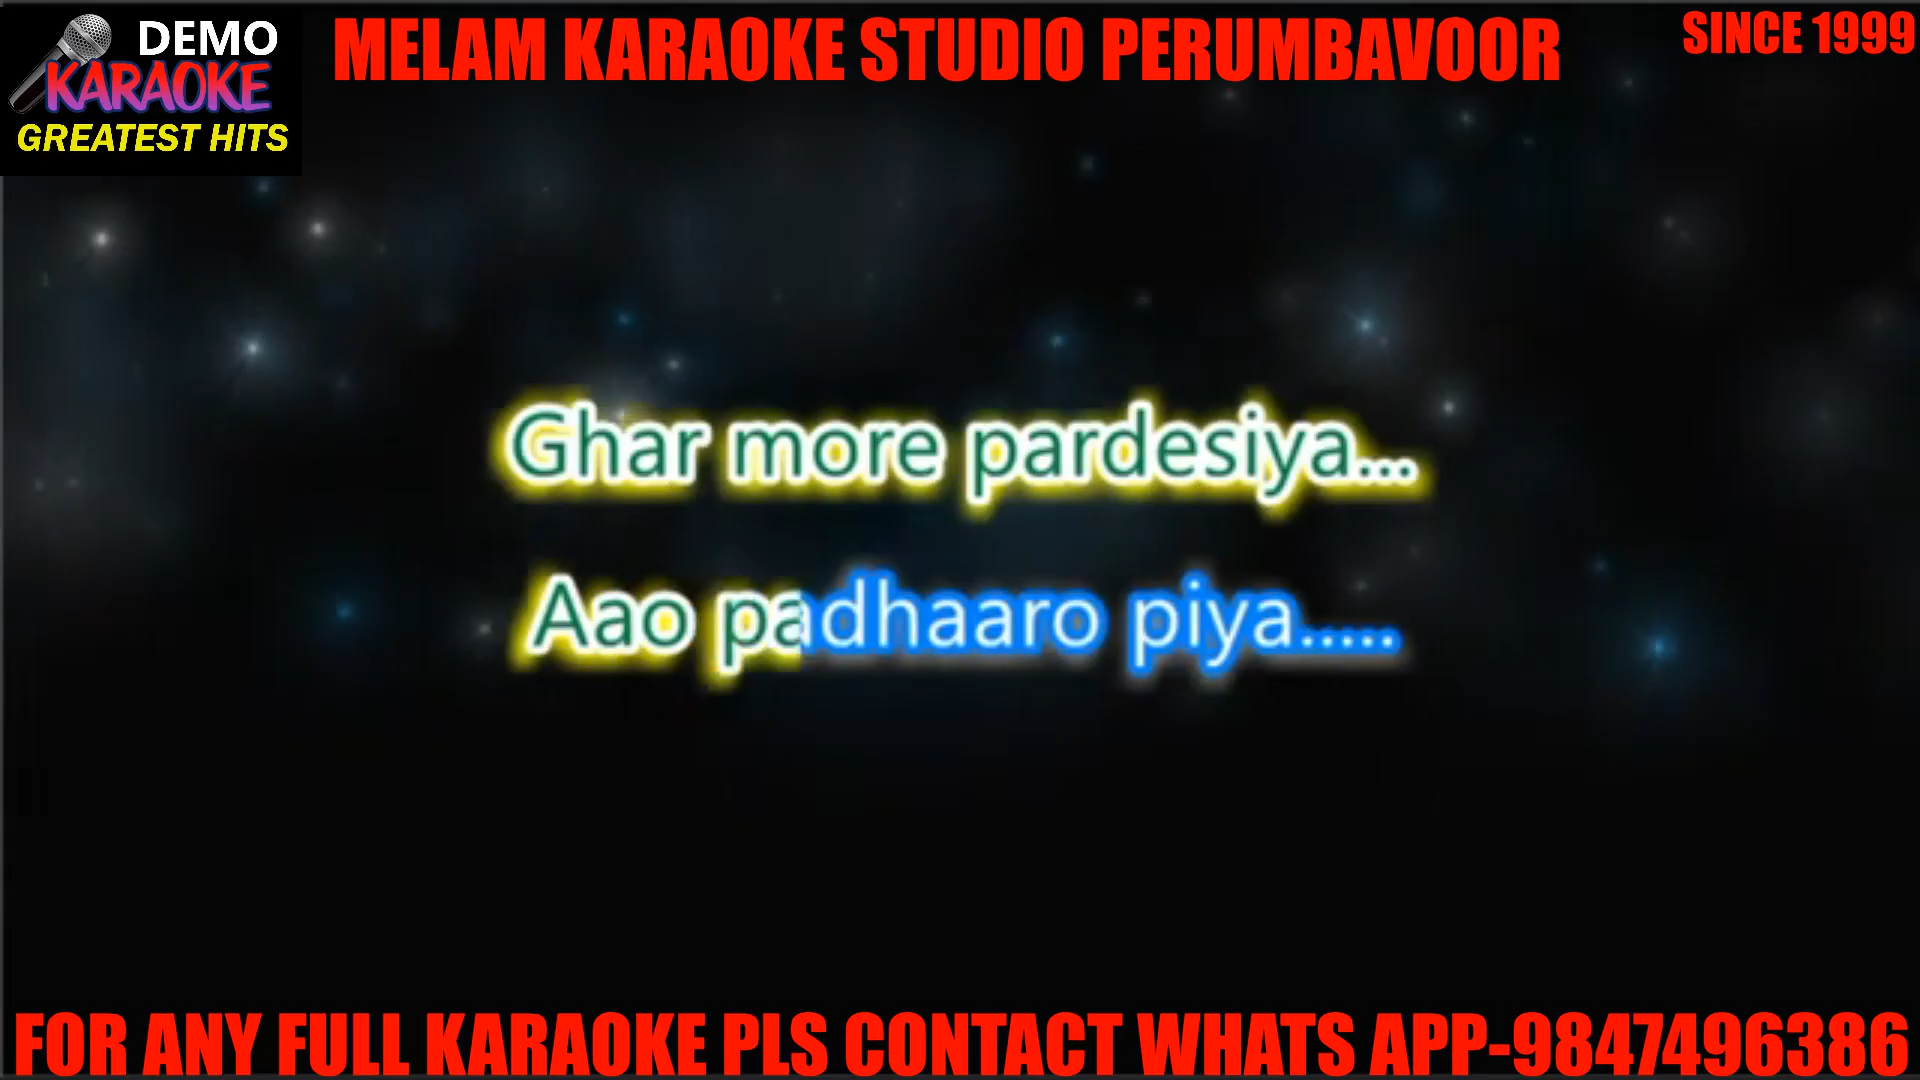 DEMO
KARAOKE
GREATEST HITS
MELAM KARAOKE STUDIO PERUMBAVOOR
SINCE 1999
Ghar more pardesiya...
Aao padhaaro piya.....
FOR ANY FULL KARAOKE PLS CONTACT WHATS APP-9847496386